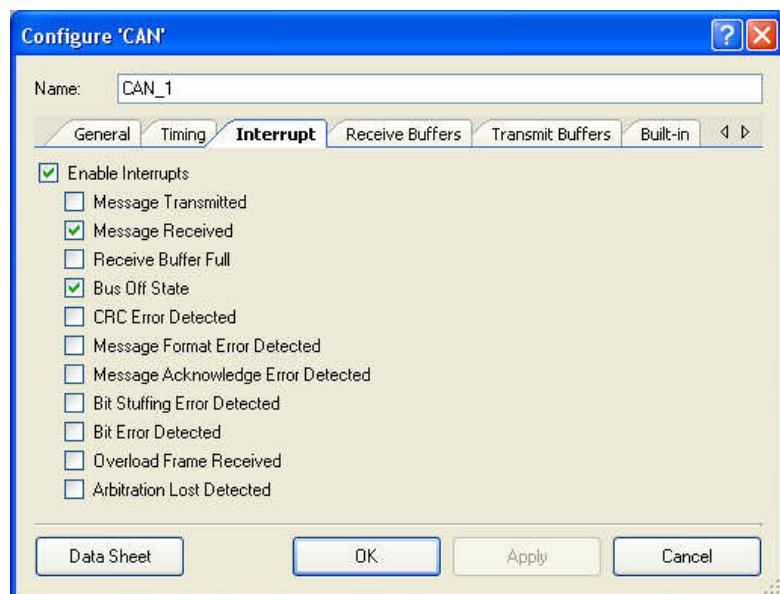 Configure 'CAN'
Name: CAN_1
General Timing Interrupt Receive Buffers Transmit Buffers Built-in
Enable Interrupts
Message Transmitted
Message Received
Receive Buffer Full
Bus Off State
CRC Error Detected
Message Format Error Detected
Message Acknowledge Error Detected
Bit Stuffing Error Detected
Bit Error Detected
Overload Frame Received
Arbitration Lost Detected
Data Sheet OK Apply Cancel